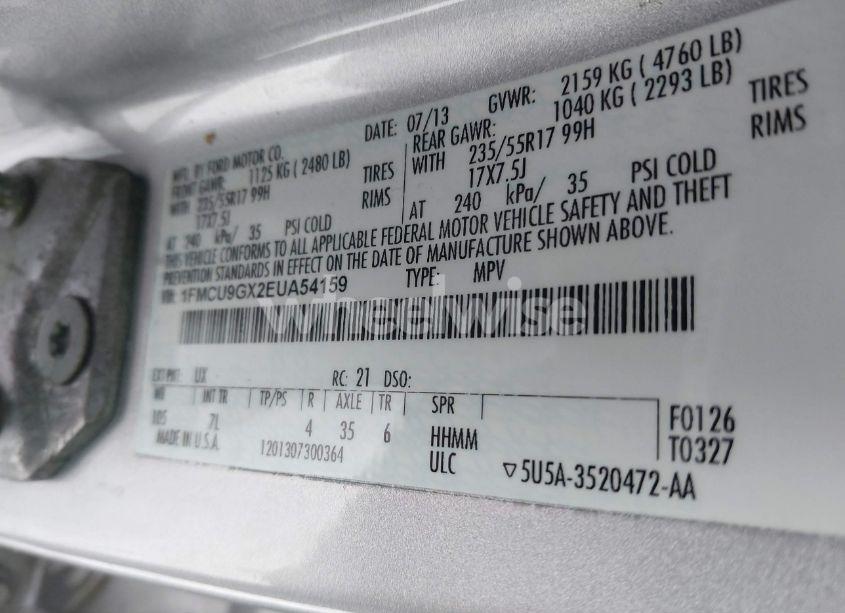 MFD. BY FORD MOTOR CO. DATE: 07/13 GVWR: 2159 KG ( 4760 LB)
FRONT GAWR: 1125 KG ( 2480 LB) REAR GAWR: 1040 KG ( 2293 LB)
WITH 235/55R17 99H TIRES WITH 235/55R17 99H TIRES
17X7.5J RIMS 17X7.5J RIMS
AT 240 kPa/ 35 PSI COLD AT 240 kPa/ 35 PSI COLD
THIS VEHICLE CONFORMS TO ALL APPLICABLE FEDERAL MOTOR VEHICLE SAFETY AND THEFT
PREVENTION STANDARDS IN EFFECT ON THE DATE OF MANUFACTURE SHOWN ABOVE.
VIN: 1FMCU9GX2EUA54159 TYPE: MPV
wheelwise
EXT PNT: UX RC: 21 DSO:
WB INT TR TP/PS R AXLE TR SPR
105 7L 4 35 6 HHMM F0126
MADE IN U.S.A. 1201307300364 ULC T0327
▽5U5A-3520472-AA